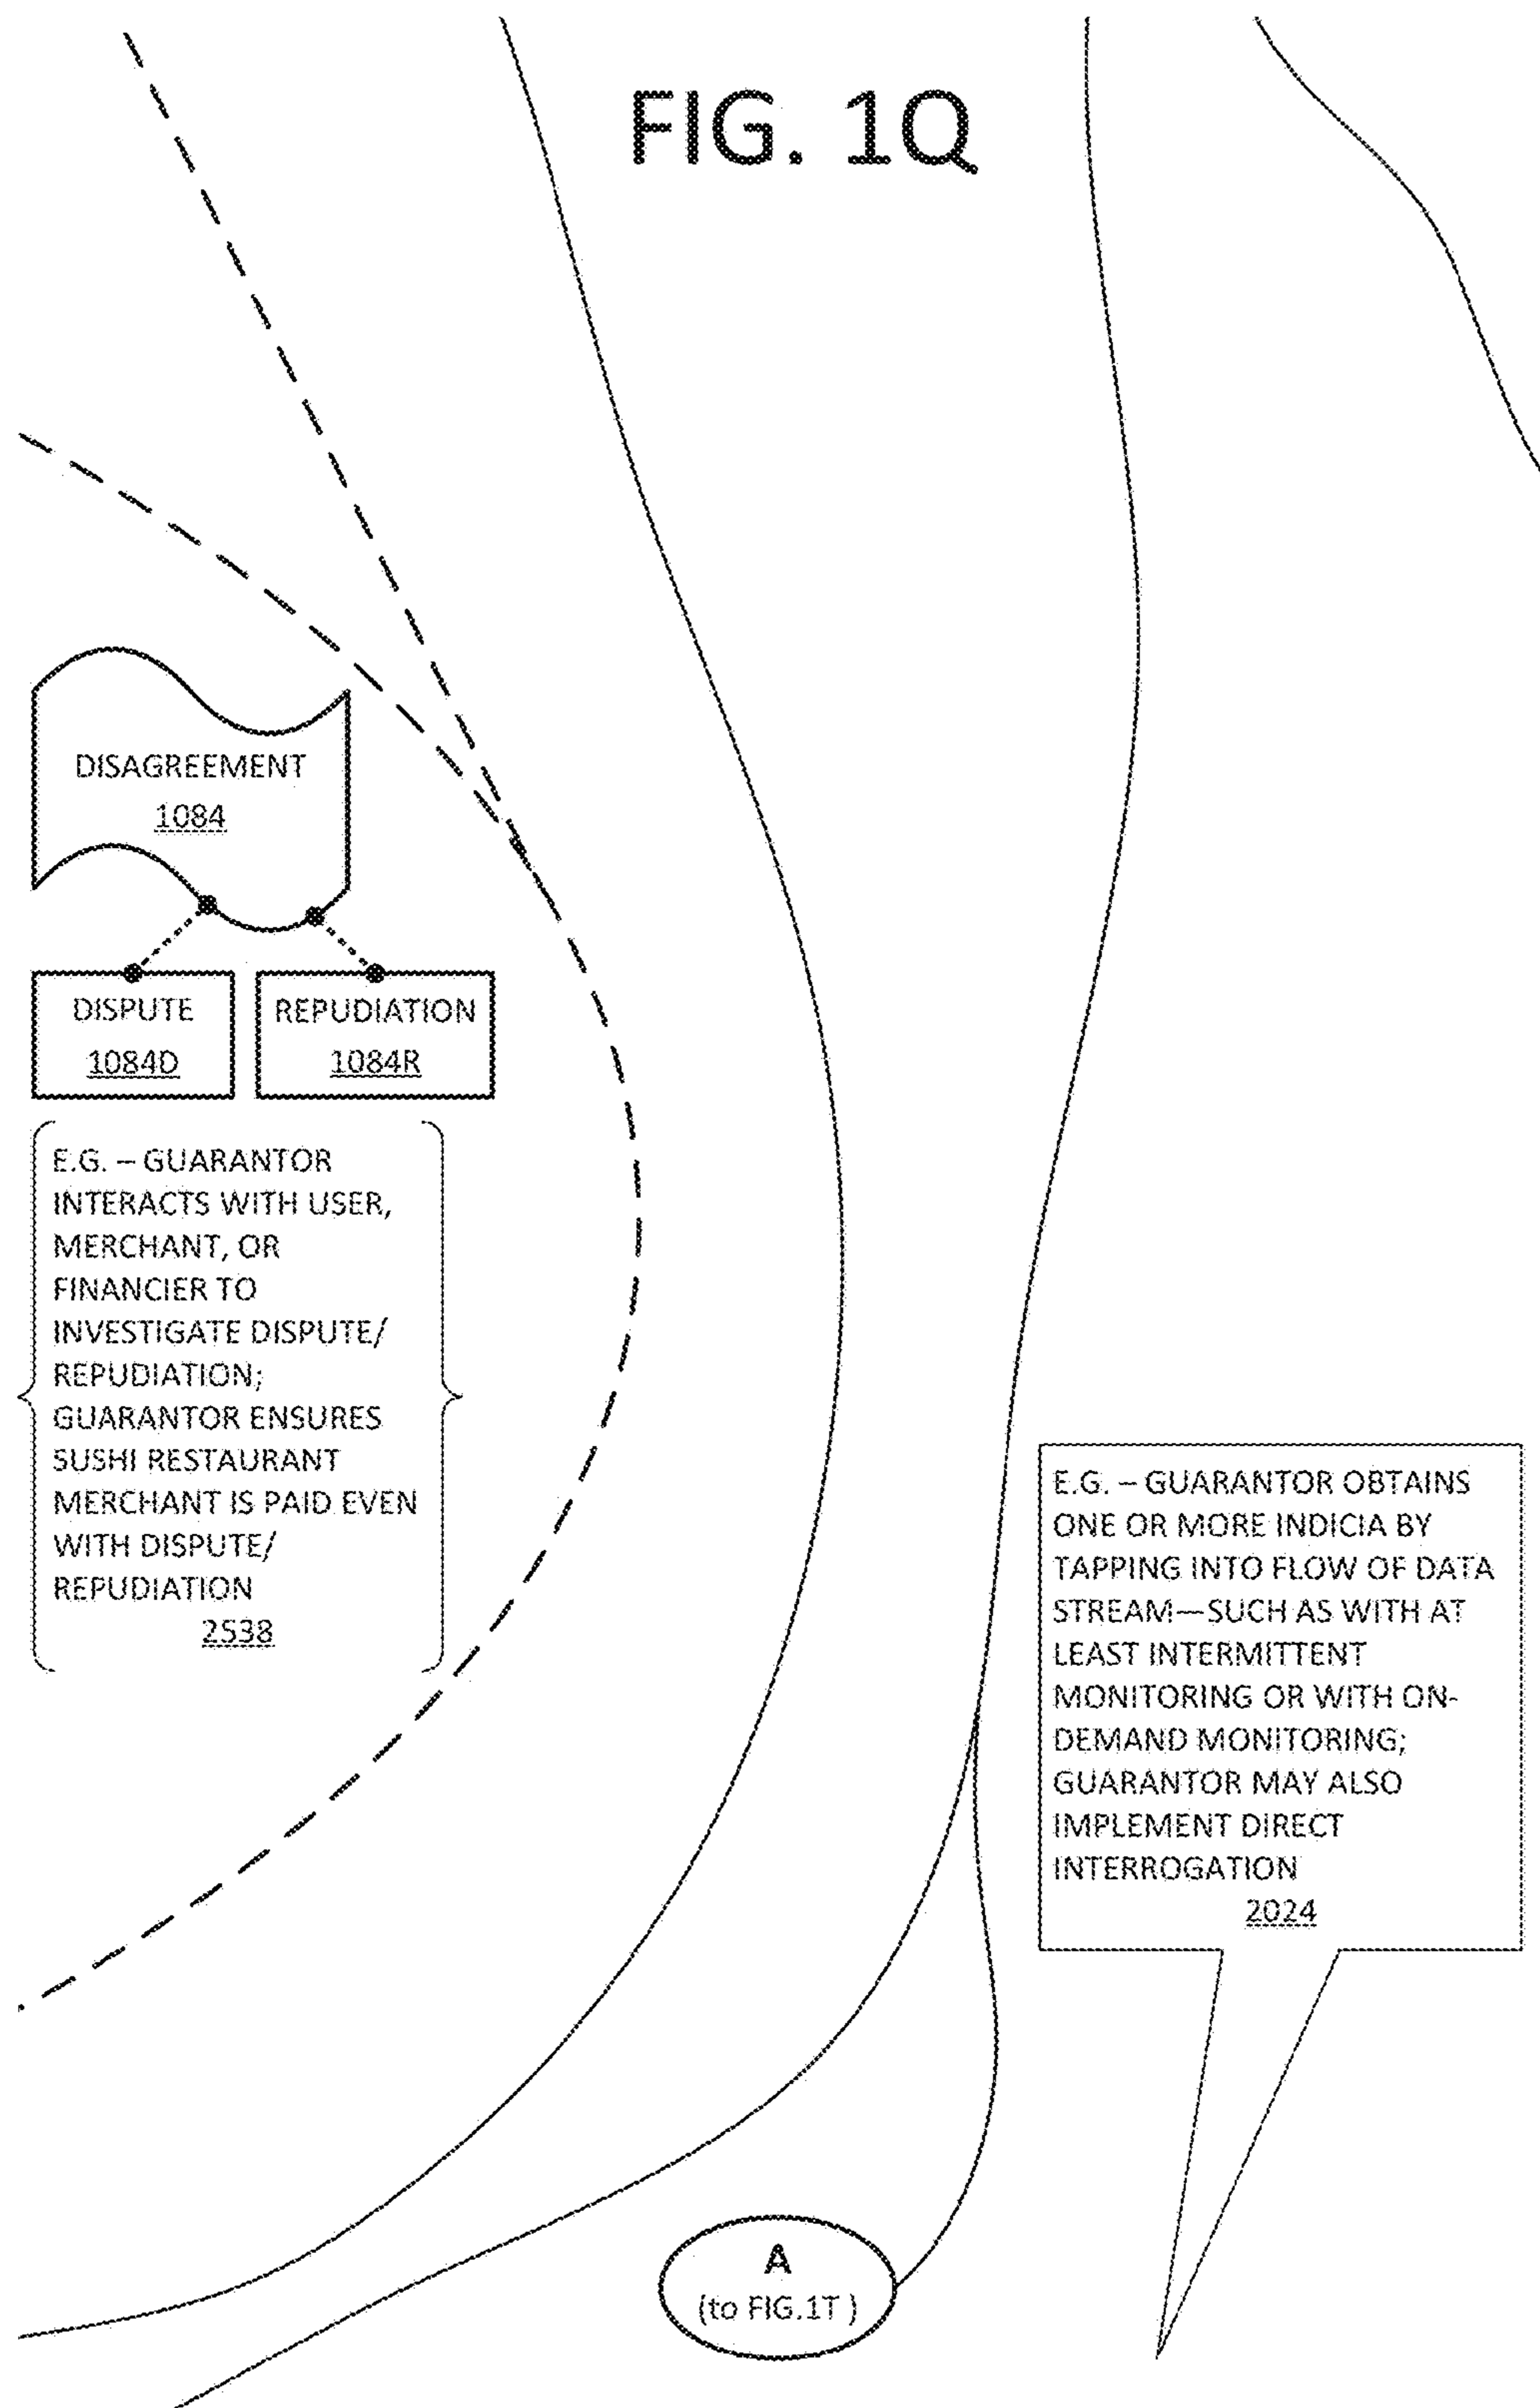 FIG. 1Q
DISAGREEMENT
1084
DISPUTE
1084D
REPUDIATION
1084R
E.G. – GUARANTOR
INTERACTS WITH USER,
MERCHANT, OR
FINANCIER TO
INVESTIGATE DISPUTE/
REPUDIATION;
GUARANTOR ENSURES
SUSHI RESTAURANT
MERCHANT IS PAID EVEN
WITH DISPUTE/
REPUDIATION
2538
E.G. – GUARANTOR OBTAINS
ONE OR MORE INDICIA BY
TAPPING INTO FLOW OF DATA
STREAM—SUCH AS WITH AT
LEAST INTERMITTENT
MONITORING OR WITH ON-
DEMAND MONITORING;
GUARANTOR MAY ALSO
IMPLEMENT DIRECT
INTERROGATION
2024
A
(to FIG.1T )